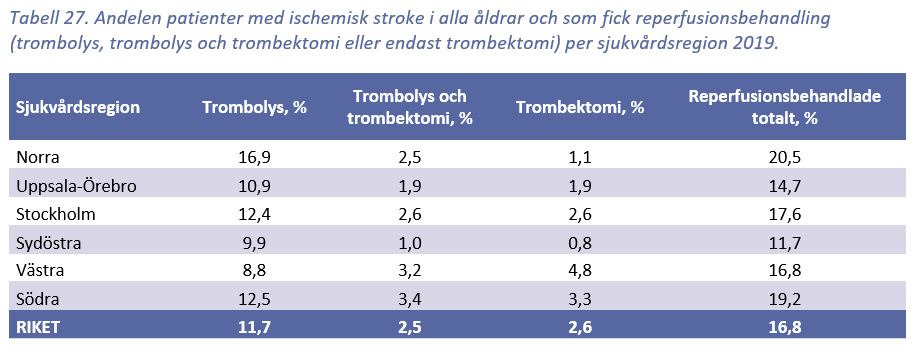 Tabell 27. Andelen patienter med ischemisk stroke i alla åldrar och som fick reperfusionsbehandling
(trombolys, trombolys och trombektomi eller endast trombektomi) per sjukvårdsregion 2019.
Sjukvårdsregion Trombolys, % Trombolys och trombektomi, % Trombektomi, % Reperfusionsbehandlade totalt, %
Norra 16,9 2,5 1,1 20,5
Uppsala-Örebro 10,9 1,9 1,9 14,7
Stockholm 12,4 2,6 2,6 17,6
Sydöstra 9,9 1,0 0,8 11,7
Västra 8,8 3,2 4,8 16,8
Södra 12,5 3,4 3,3 19,2
RIKET 11,7 2,5 2,6 16,8